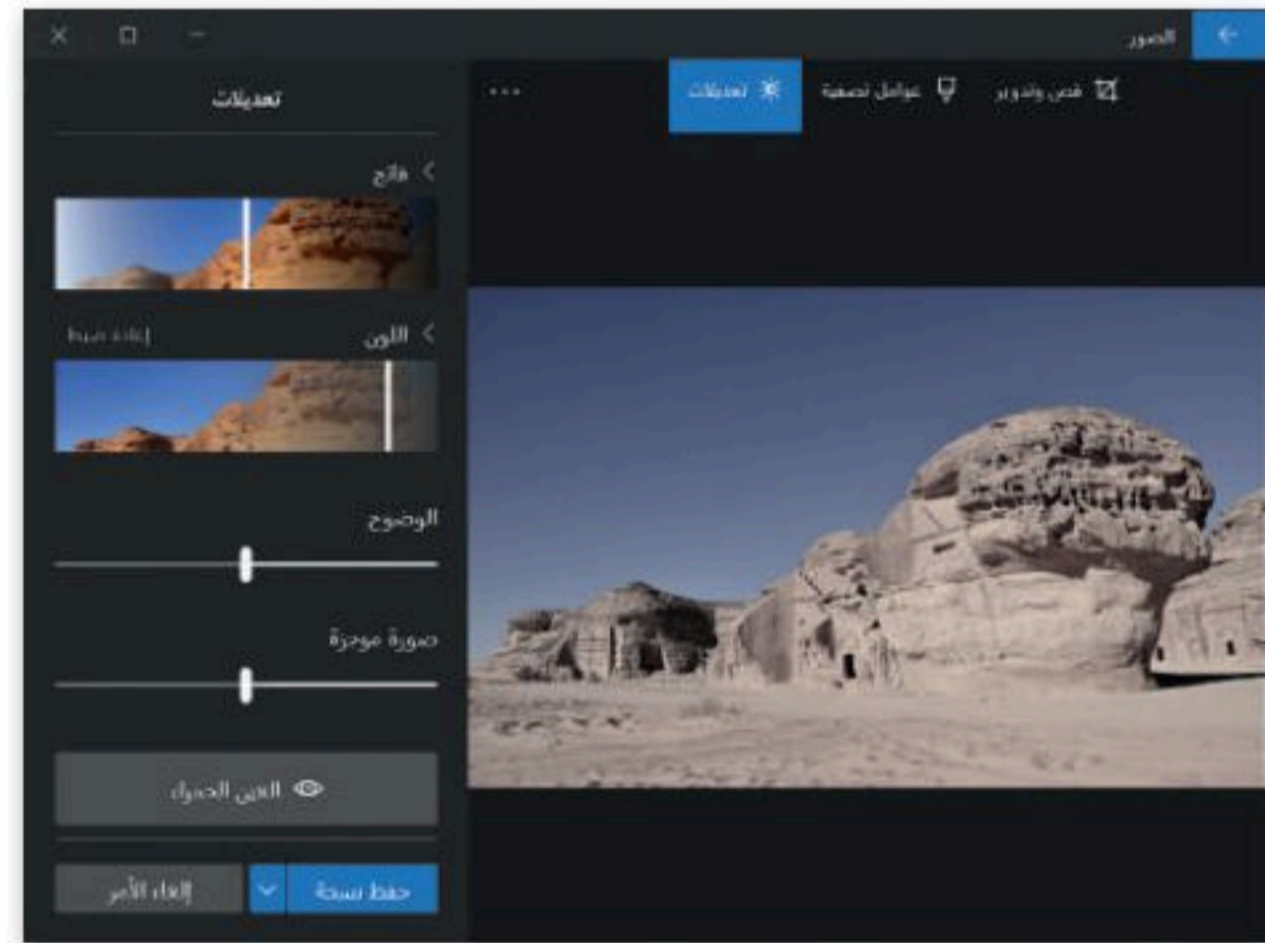 الصور
قص وتدوير
عوامل تصفية
تعديلات
تعديلات
فاتح
اللون
إعادة ضبط
الوضوح
صورة موجزة
العين الحمراء
حفظ نسخة
إلغاء الأمر